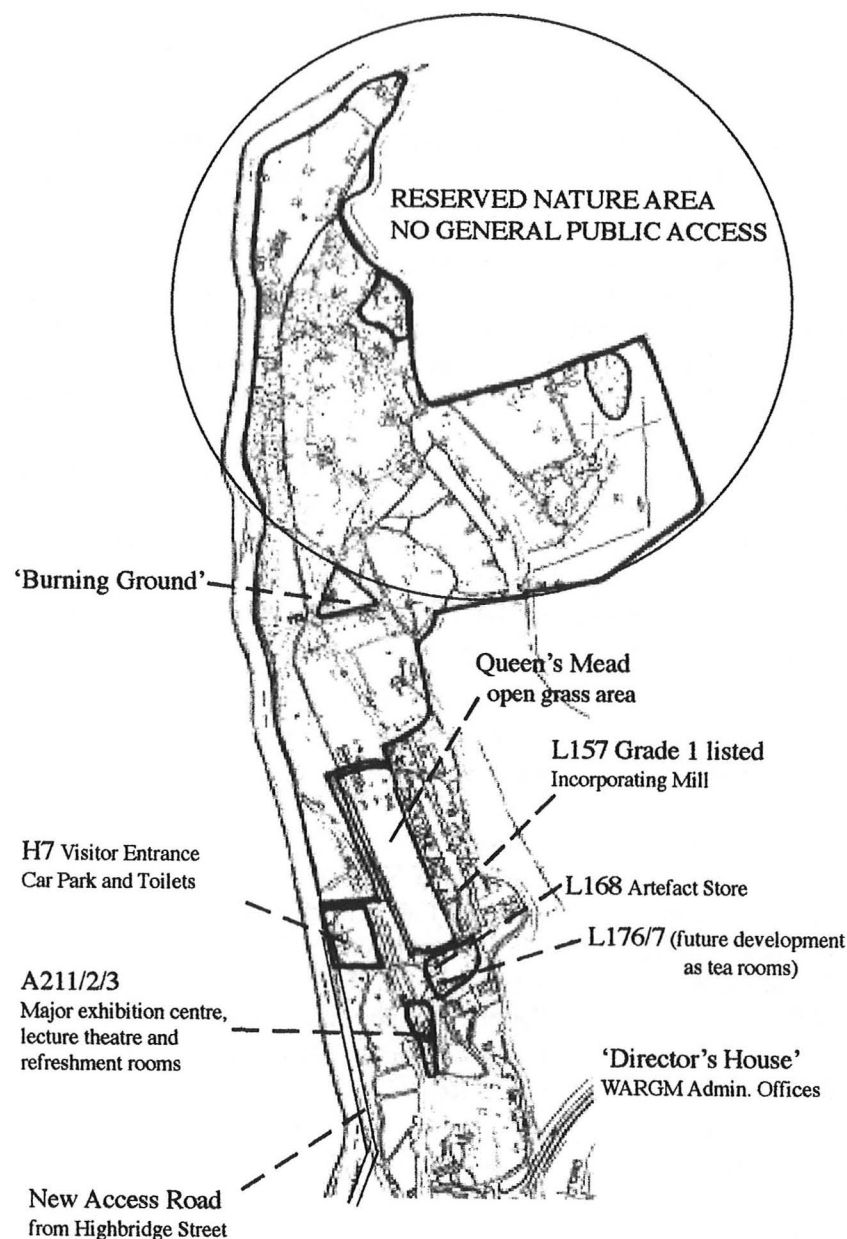 RESERVED NATURE AREA
NO GENERAL PUBLIC ACCESS
'Burning Ground'
Queen's Mead
open grass area
L157 Grade 1 listed
Incorporating Mill
H7 Visitor Entrance
Car Park and Toilets
L168 Artefact Store
L176/7 (future development
as tea rooms)
A211/2/3
Major exhibition centre,
lecture theatre and
refreshment rooms
'Director's House'
WARGM Admin. Offices
New Access Road
from Highbridge Street